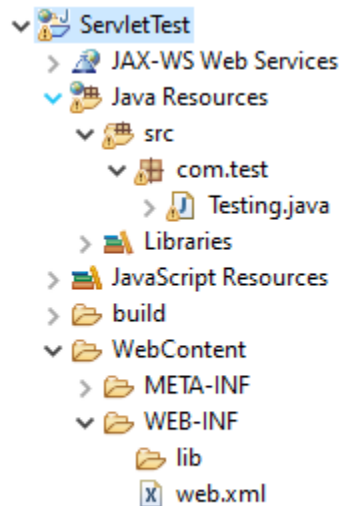 ServletTest
JAX-WS Web Services
Java Resources
src
com.test
Testing.java
Libraries
JavaScript Resources
build
WebContent
META-INF
WEB-INF
lib
web.xml